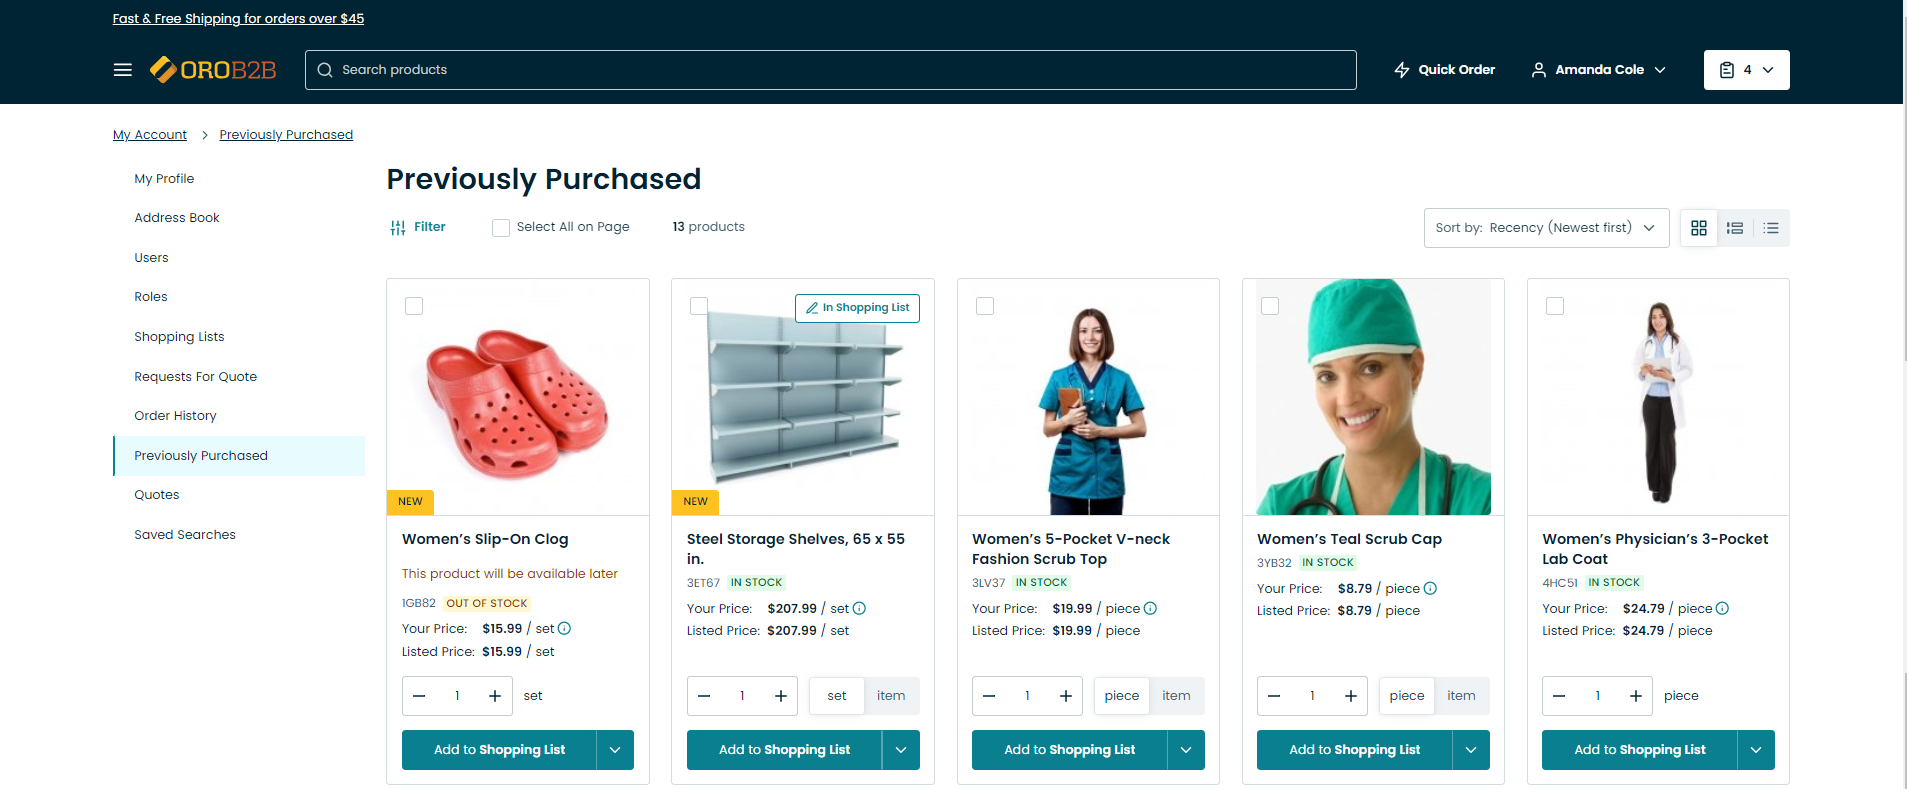 Fast & Free Shipping for orders over $45
OROB2B
Search products
Quick Order
Amanda Cole
4
My Account
Previously Purchased
My Profile
Address Book
Users
Roles
Shopping Lists
Requests For Quote
Order History
Previously Purchased
Quotes
Saved Searches
Previously Purchased
Filter
Select All on Page
13 products
Sort by: Recency (Newest first)
NEW
Women's Slip-On Clog
This product will be available later
1GB82 OUT OF STOCK
Your Price: $15.99 / set
Listed Price: $15.99 / set
1 set
Add to Shopping List
In Shopping List
NEW
Steel Storage Shelves, 65 x 55
in.
3ET67 IN STOCK
Your Price: $207.99 / set
Listed Price: $207.99 / set
1 set item
Add to Shopping List
Women's 5-Pocket V-neck
Fashion Scrub Top
3LV37 IN STOCK
Your Price: $19.99 / piece
Listed Price: $19.99 / piece
1 piece item
Add to Shopping List
Women's Teal Scrub Cap
3YB32 IN STOCK
Your Price: $8.79 / piece
Listed Price: $8.79 / piece
1 piece item
Add to Shopping List
Women's Physician's 3-Pocket
Lab Coat
4HC51 IN STOCK
Your Price: $24.79 / piece
Listed Price: $24.79 / piece
1 piece
Add to Shopping List